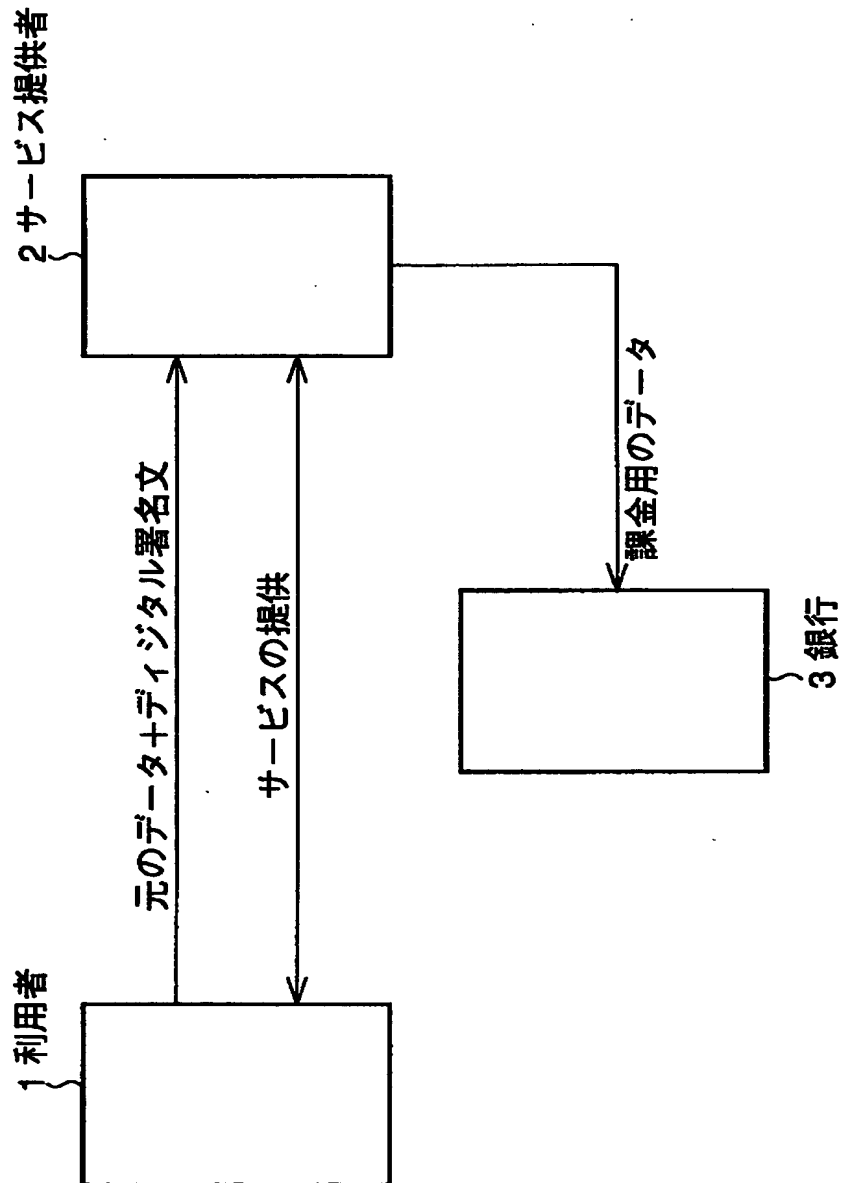 1 利用者
2 サービス提供者
元のデータ+ディジタル署名文
サービスの提供
課金用のデータ
3 銀行